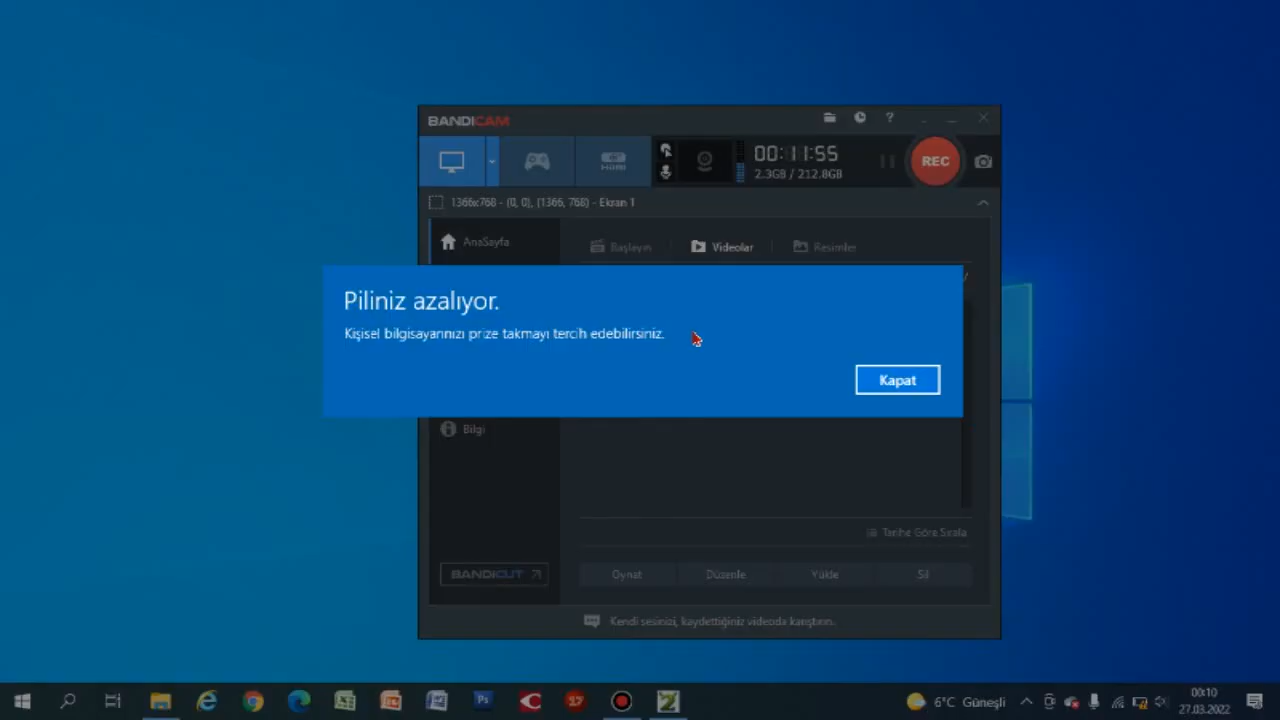 BANDICAM
HDMI
00:11:55
REC
2.3GB / 212.8GB
1366x768 - (0, 0), (1366, 768) - Ekran 1
AnaSayfa
Başlayın
Videolar
Resimler
Piliniz azalıyor.
Kişisel bilgisayarınızı prize takmayı tercih edebilirsiniz.
Kapat
Bilgi
Tarihe Göre Sırala
BANDICUT
Oynat
Düzenle
Yükle
Sil
Kendi sesinizi, kaydettiğiniz videoda karıştırın.
Ps
6°C Güneşli
00:10
27.03.2022